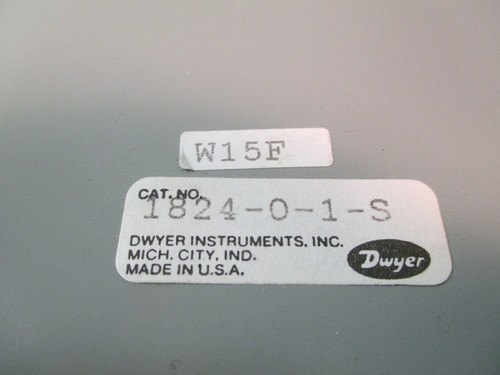 W15F
CAT. NO.
1824-0-1-S
DWYER INSTRUMENTS, INC.
MICH. CITY, IND.
MADE IN U.S.A.
Dwyer